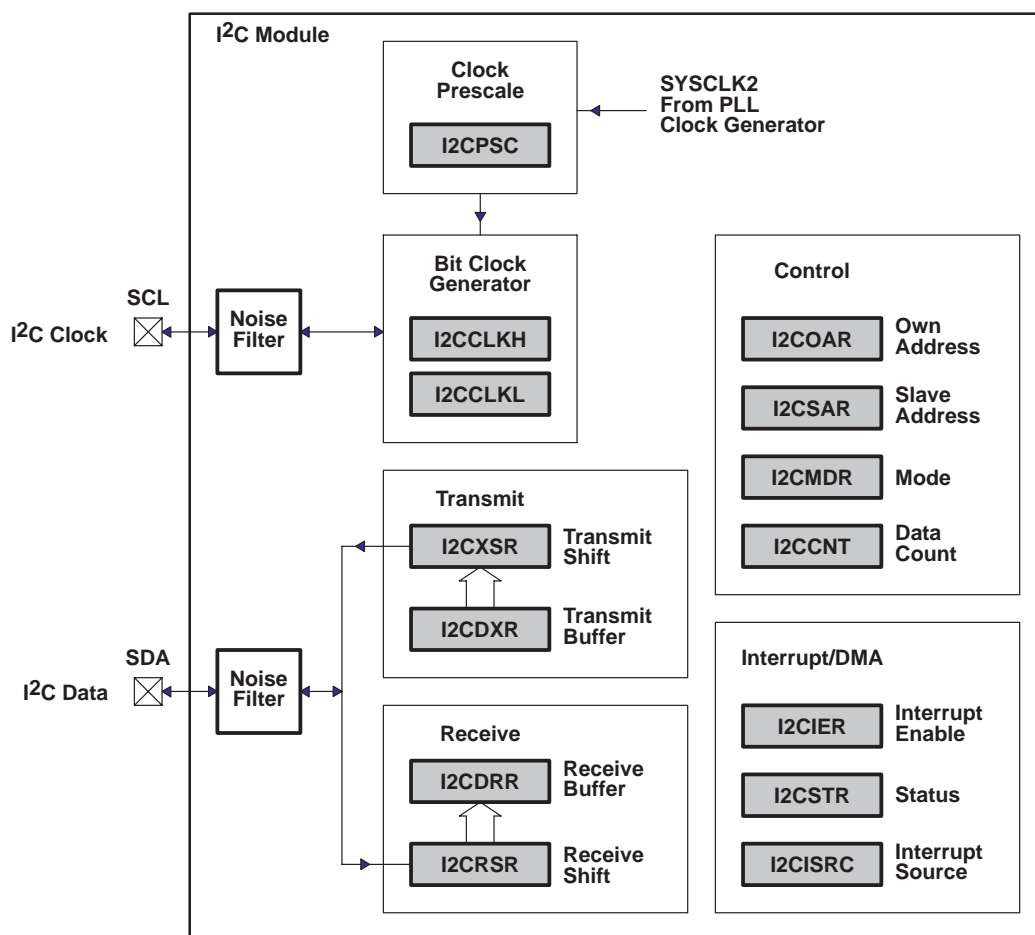 I2C Module
Clock
Prescale
I2CPSC
SYSCLK2
From PLL
Clock Generator
Bit Clock
Generator
I2CCLKH
I2CCLKL
SCL
I2C Clock
Noise
Filter
Control
I2COAR
Own
Address
I2CSAR
Slave
Address
I2CMDR
Mode
I2CCNT
Data
Count
Transmit
I2CXSR
Transmit
Shift
I2CDXR
Transmit
Buffer
SDA
I2C Data
Noise
Filter
Receive
I2CDRR
Receive
Buffer
I2CRSR
Receive
Shift
Interrupt/DMA
I2CIER
Interrupt
Enable
I2CSTR
Status
I2CISRC
Interrupt
Source